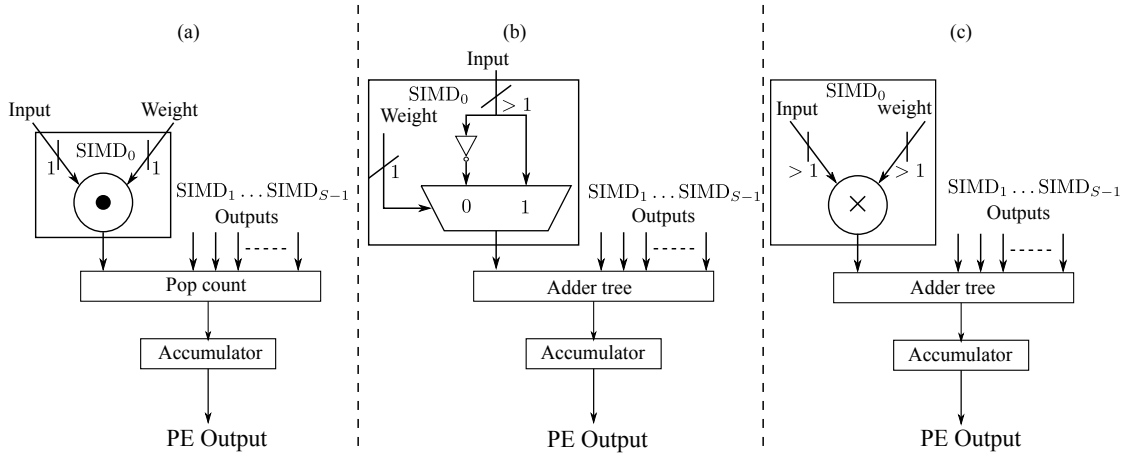 (a)
Input
Weight
SIMD₀
1
1
SIMD₁ … SIMD_{S−1}
Outputs
Pop count
Accumulator
PE Output
(b)
Input
SIMD₀
> 1
Weight
1
0
1
SIMD₁ … SIMD_{S−1}
Outputs
Adder tree
Accumulator
PE Output
(c)
SIMD₀
Input
weight
> 1
> 1
×
SIMD₁ … SIMD_{S−1}
Outputs
Adder tree
Accumulator
PE Output